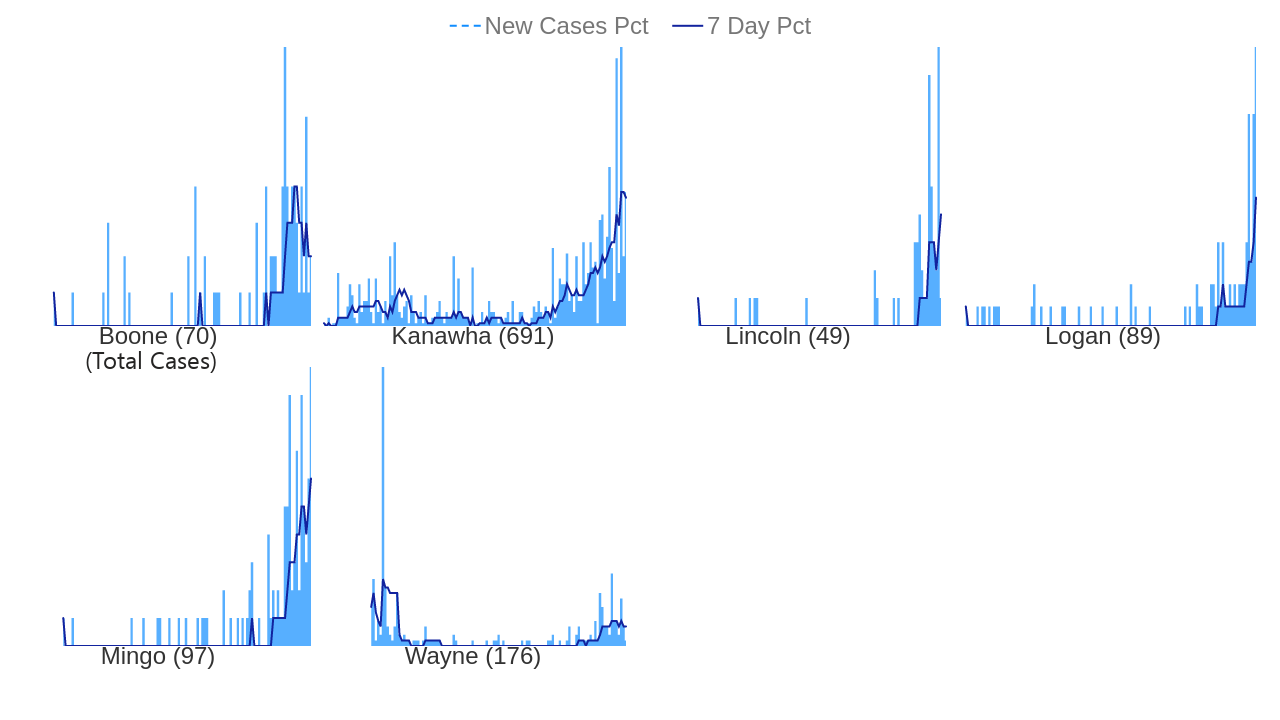 New Cases Pct 7 Day Pct
Boone (70)
(Total Cases)
Kanawha (691)
Lincoln (49)
Logan (89)
Mingo (97)
Wayne (176)